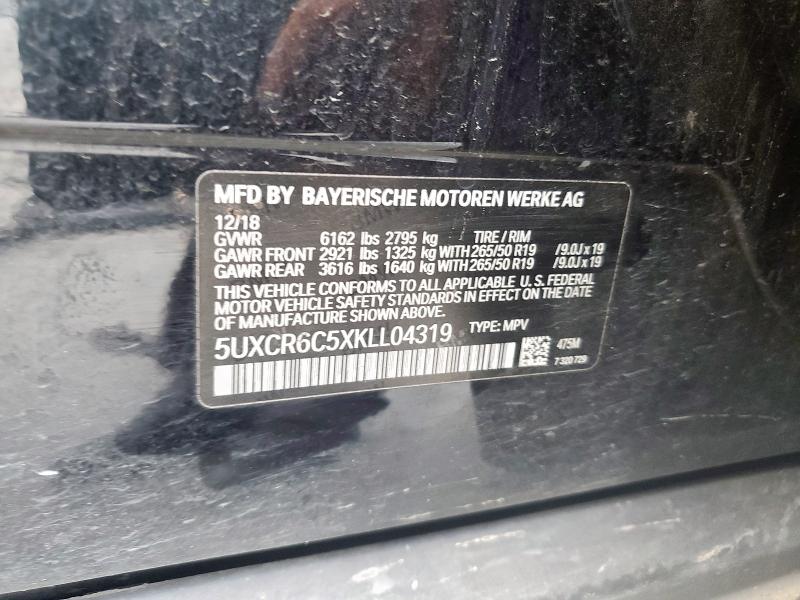 MFD BY BAYERISCHE MOTOREN WERKE AG
12/18
GVWR 6162 lbs 2795 kg TIRE / RIM
GAWR FRONT 2921 lbs 1325 kg WITH 265/50 R19 /9.0J x 19
GAWR REAR 3616 lbs 1640 kg WITH 265/50 R19 /9.0J x 19
THIS VEHICLE CONFORMS TO ALL APPLICABLE U.S. FEDERAL
MOTOR VEHICLE SAFETY STANDARDS IN EFFECT ON THE DATE
OF MANUFACTURE SHOWN ABOVE.
5UXCR6C5XKLL04319 TYPE: MPV
475M
7320729